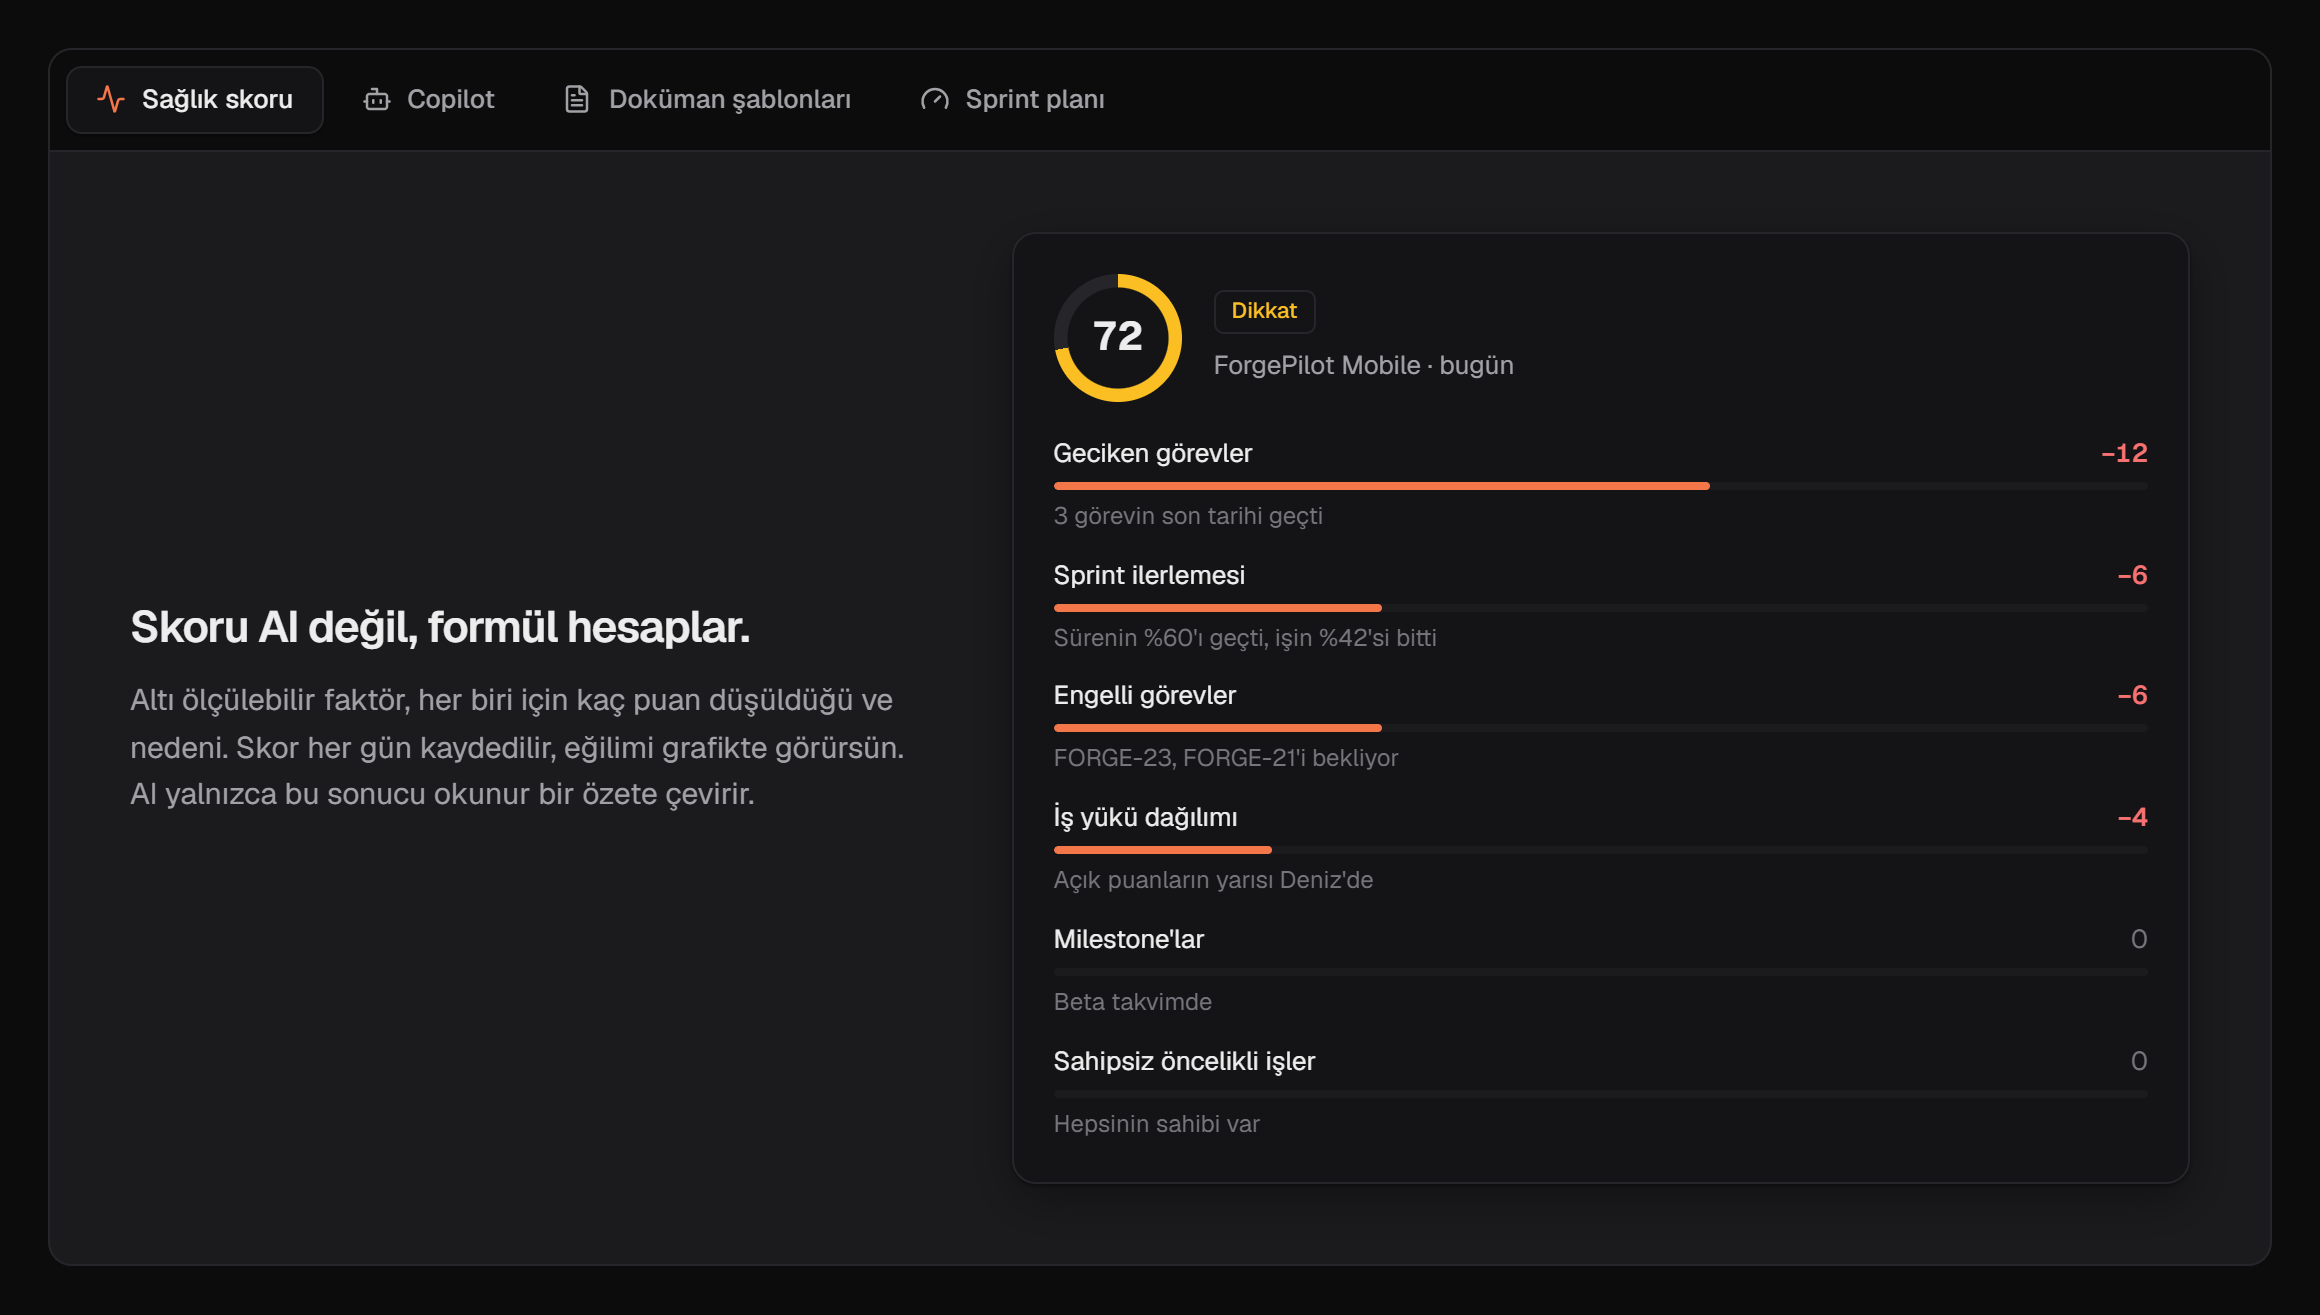 Sağlık skoru
Copilot
Doküman şablonları
Sprint planı
Skoru AI değil, formül hesaplar.
Altı ölçülebilir faktör, her biri için kaç puan düşüldüğü ve
nedeni. Skor her gün kaydedilir, eğilimi grafikte görürsün.
AI yalnızca bu sonucu okunur bir özete çevirir.
72
Dikkat
ForgePilot Mobile · bugün
Geciken görevler
−12
3 görevin son tarihi geçti
Sprint ilerlemesi
−6
Sürenin %60'ı geçti, işin %42'si bitti
Engelli görevler
−6
FORGE-23, FORGE-21'i bekliyor
İş yükü dağılımı
−4
Açık puanların yarısı Deniz'de
Milestone'lar
0
Beta takvimde
Sahipsiz öncelikli işler
0
Hepsinin sahibi var